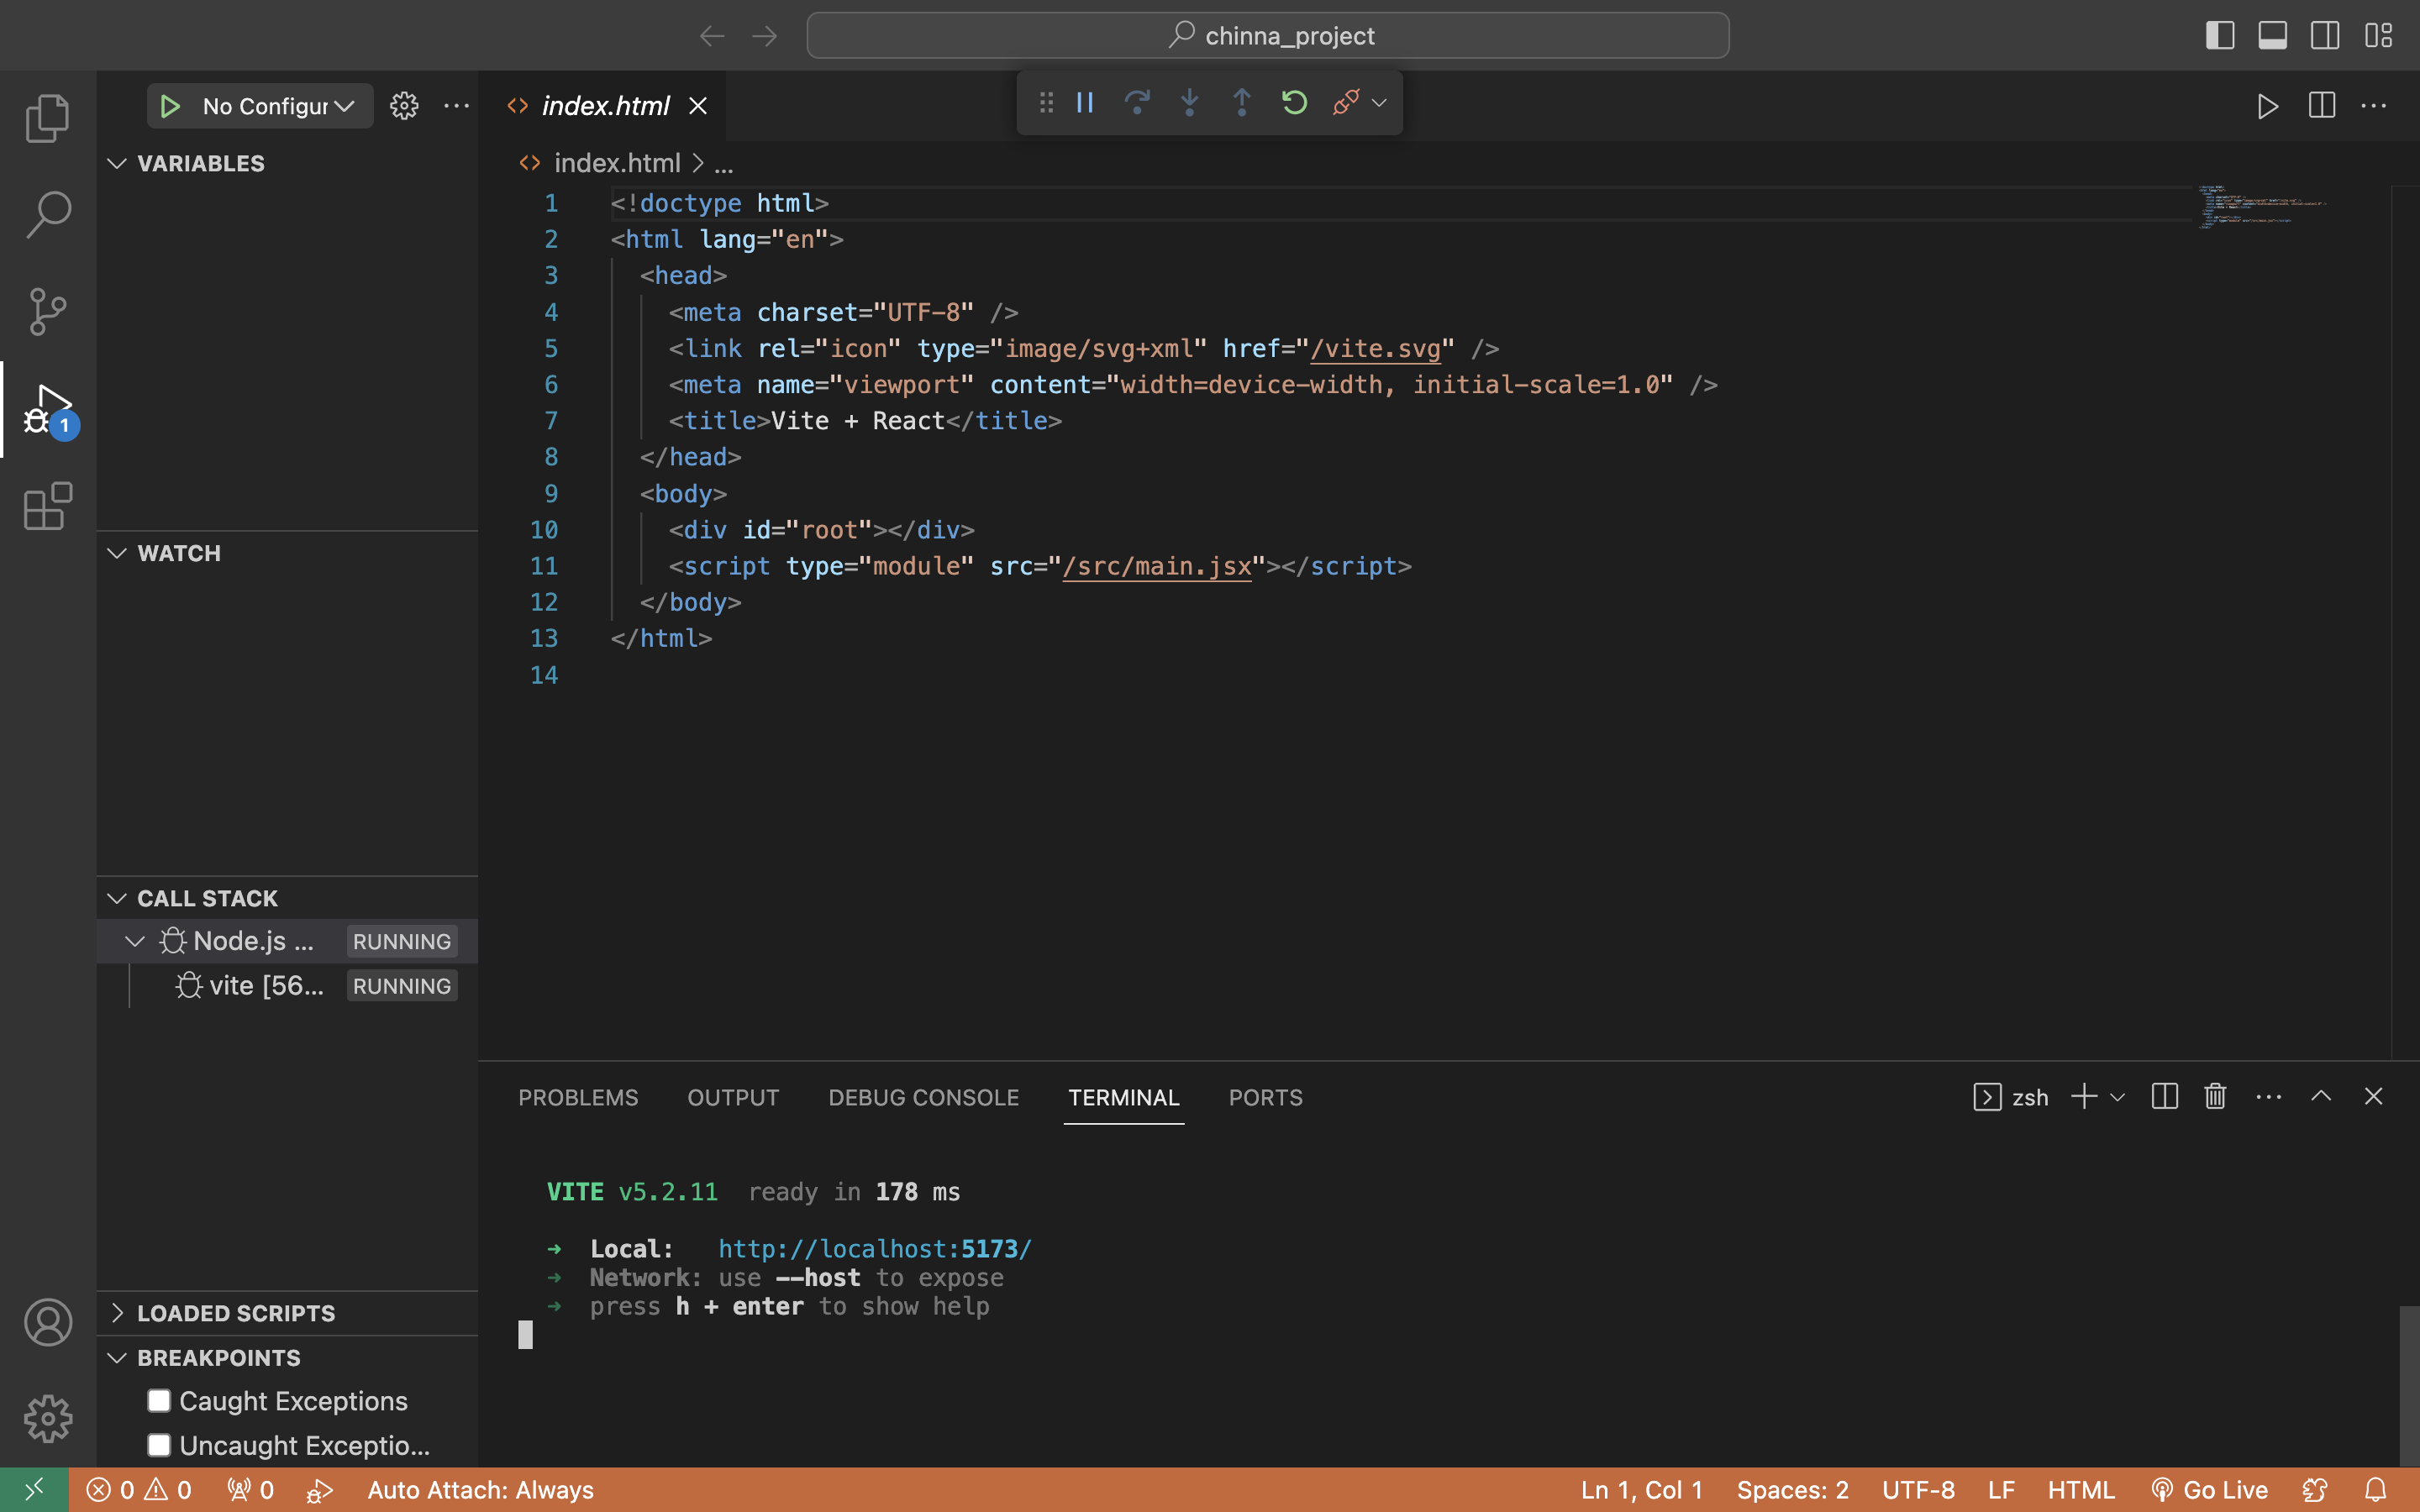 chinna_project
No Configur
index.html
index.html > ...
VARIABLES
1 <!doctype html>
2 <html lang="en">
3 <head>
4 <meta charset="UTF-8" />
5 <link rel="icon" type="image/svg+xml" href="/vite.svg" />
6 <meta name="viewport" content="width=device-width, initial-scale=1.0" />
7 <title>Vite + React</title>
8 </head>
9 <body>
10 <div id="root"></div>
11 <script type="module" src="/src/main.jsx"></script>
12 </body>
13 </html>
14
1
WATCH
CALL STACK
Node.js ... RUNNING
vite [56... RUNNING
LOADED SCRIPTS
BREAKPOINTS
Caught Exceptions
Uncaught Exceptio...
PROBLEMS OUTPUT DEBUG CONSOLE TERMINAL PORTS
zsh
VITE v5.2.11 ready in 178 ms
➜ Local: http://localhost:5173/
➜ Network: use --host to expose
➜ press h + enter to show help
0 0 0 Auto Attach: Always
Ln 1, Col 1 Spaces: 2 UTF-8 LF HTML Go Live